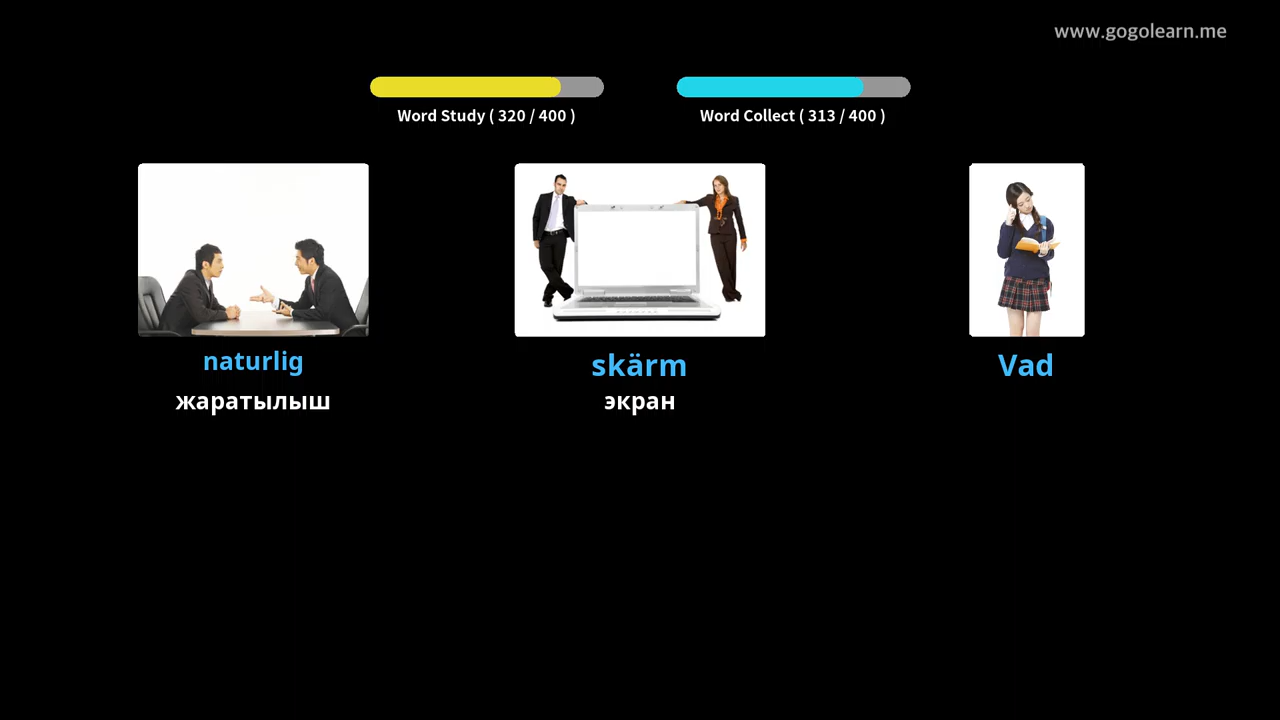 www.gogolearn.me
Word Study ( 320 / 400 )
Word Collect ( 313 / 400 )
naturlig
skärm
Vad
жаратылыш
экран